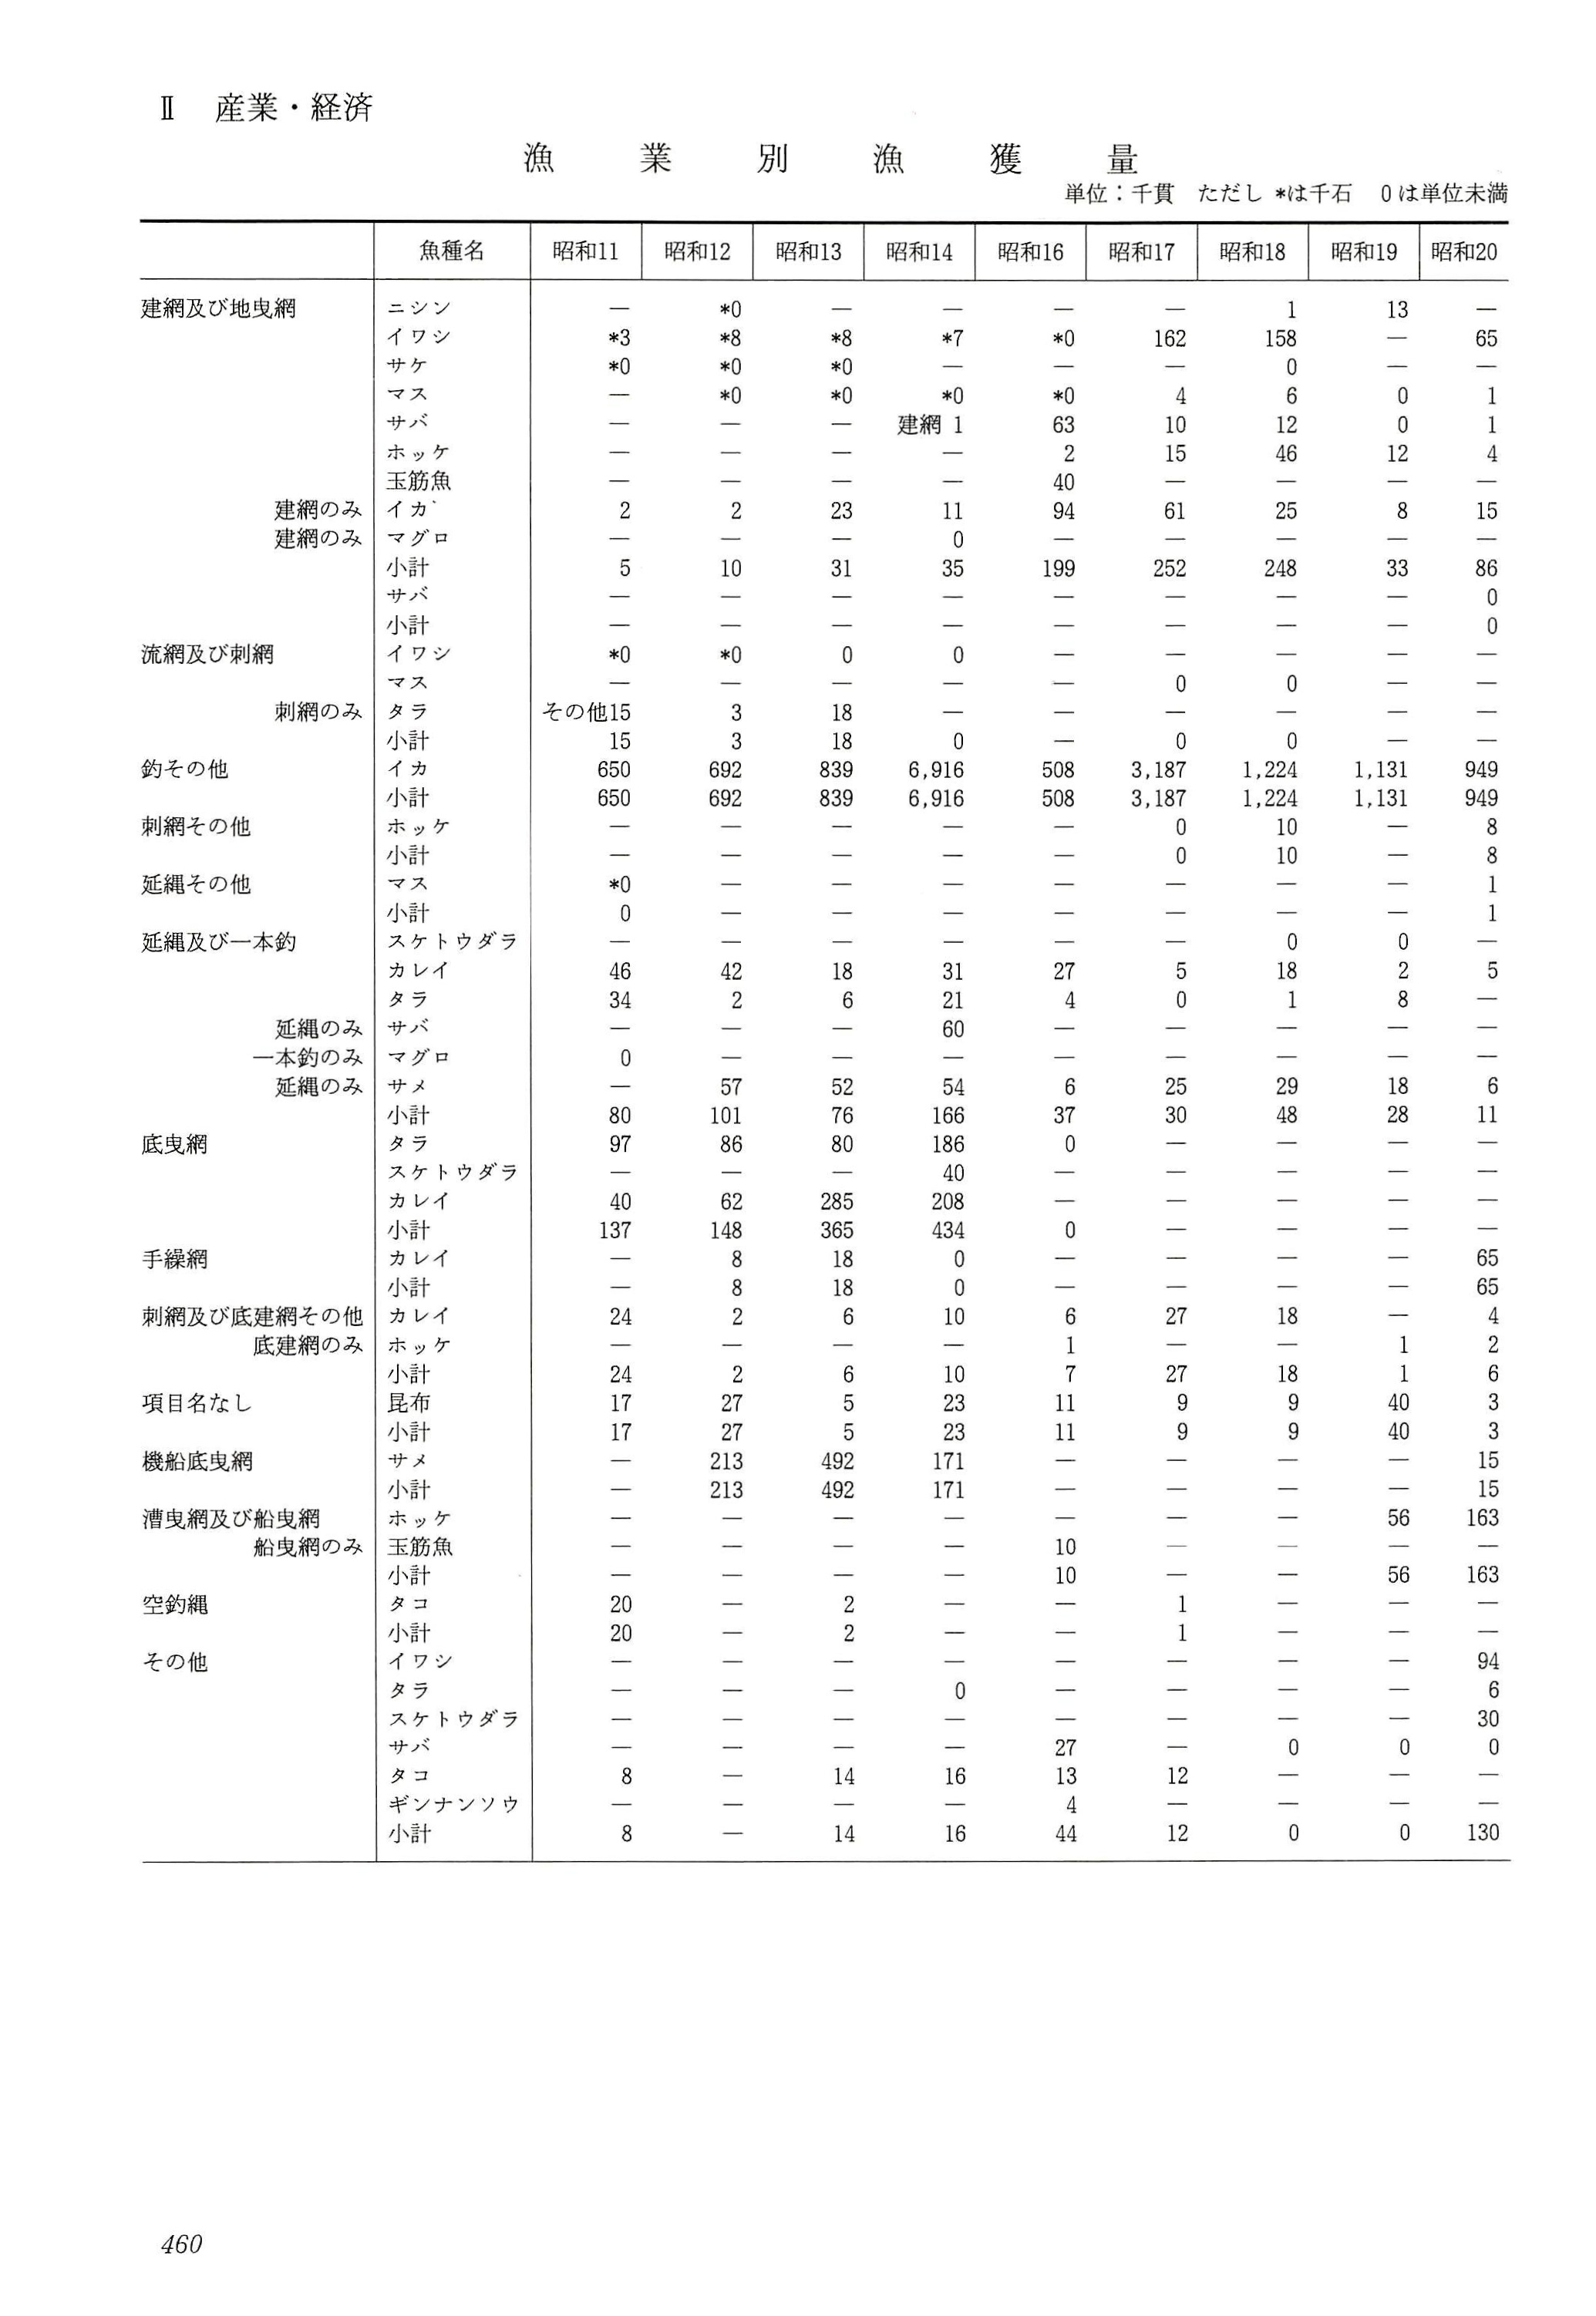 Ⅱ 産業・経済
漁業別漁獲量
単位：千貫 ただし *は千石 0は単位未満
魚種名 昭和11 昭和12 昭和13 昭和14 昭和16 昭和17 昭和18 昭和19 昭和20
建網及び地曳網 ニシン — *0 — — — — 1 13 —
イワシ *3 *8 *8 *7 *0 162 158 — 65
サケ *0 *0 *0 — — — 0 — —
マス — *0 *0 *0 *0 4 6 0 1
サバ — — — 建網 1 63 10 12 0 1
ホッケ — — — — 2 15 46 12 4
玉筋魚 — — — — 40 — — — —
建網のみ イカ 2 2 23 11 94 61 25 8 15
建網のみ マグロ — — — 0 — — — — —
小計 5 10 31 35 199 252 248 33 86
サバ — — — — — — — — 0
小計 — — — — — — — — 0
流網及び刺網 イワシ *0 *0 0 0 — — — — —
マス — — — — — 0 0 — —
刺網のみ タラ その他15 3 18 — — — — — —
小計 15 3 18 0 — 0 0 — —
釣その他 イカ 650 692 839 6,916 508 3,187 1,224 1,131 949
小計 650 692 839 6,916 508 3,187 1,224 1,131 949
刺網その他 ホッケ — — — — — 0 10 — 8
小計 — — — — — 0 10 — 8
延縄その他 マス *0 — — — — — — — 1
小計 0 — — — — — — — 1
延縄及び一本釣 スケトウダラ — — — — — — 0 0 —
カレイ 46 42 18 31 27 5 18 2 5
タラ 34 2 6 21 4 0 1 8 —
延縄のみ サバ — — — 60 — — — — —
一本釣のみ マグロ 0 — — — — — — — —
延縄のみ サメ — 57 52 54 6 25 29 18 6
小計 80 101 76 166 37 30 48 28 11
底曳網 タラ 97 86 80 186 0 — — — —
スケトウダラ — — — 40 — — — — —
カレイ 40 62 285 208 — — — — —
小計 137 148 365 434 0 — — — —
手繰網 カレイ — 8 18 0 — — — — 65
小計 — 8 18 0 — — — — 65
刺網及び底建網その他 カレイ 24 2 6 10 6 27 18 — 4
底建網のみ ホッケ — — — — 1 — — 1 2
小計 24 2 6 10 7 27 18 1 6
項目名なし 昆布 17 27 5 23 11 9 9 40 3
小計 17 27 5 23 11 9 9 40 3
機船底曳網 サメ — 213 492 171 — — — — 15
小計 — 213 492 171 — — — — 15
漕曳網及び船曳網 ホッケ — — — — — — — 56 163
船曳網のみ 玉筋魚 — — — — 10 — — — —
小計 — — — — 10 — — 56 163
空釣縄 タコ 20 — 2 — — 1 — — —
小計 20 — 2 — — 1 — — —
その他 イワシ — — — — — — — — 94
タラ — — — 0 — — — — 6
スケトウダラ — — — — — — — — 30
サバ — — — — 27 — 0 0 0
タコ 8 — 14 16 13 12 — — —
ギンナンソウ — — — — 4 — — — —
小計 8 — 14 16 44 12 0 0 130
460